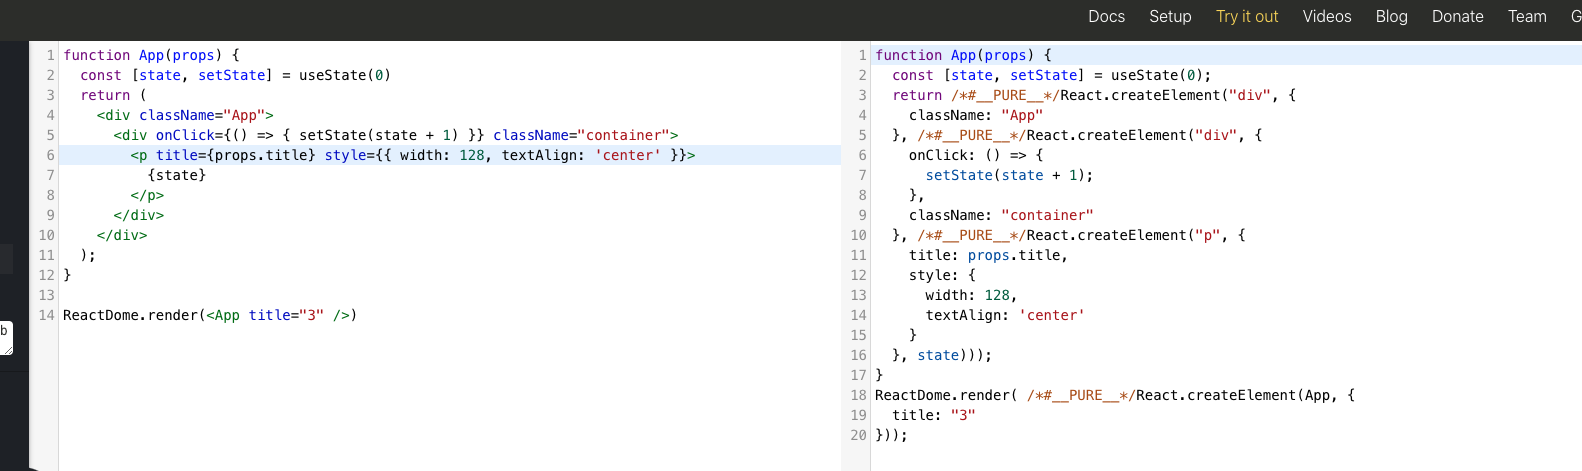 Docs Setup Try it out Videos Blog Donate Team G
1 function App(props) {
2 const [state, setState] = useState(0)
3 return (
4 <div className="App">
5 <div onClick={() => { setState(state + 1) }} className="container">
6 <p title={props.title} style={{ width: 128, textAlign: 'center' }}>
7 {state}
8 </p>
9 </div>
10 </div>
11 );
12 }
13
14 ReactDome.render(<App title="3" />)
b
1 function App(props) {
2 const [state, setState] = useState(0);
3 return /*#__PURE__*/React.createElement("div", {
4 className: "App"
5 }, /*#__PURE__*/React.createElement("div", {
6 onClick: () => {
7 setState(state + 1);
8 },
9 className: "container"
10 }, /*#__PURE__*/React.createElement("p", {
11 title: props.title,
12 style: {
13 width: 128,
14 textAlign: 'center'
15 }
16 }, state)));
17 }
18 ReactDome.render( /*#__PURE__*/React.createElement(App, {
19 title: "3"
20 }));